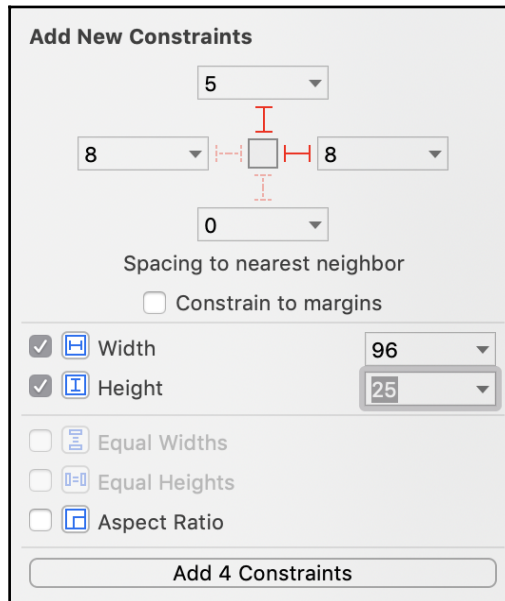 Add New Constraints
5
8 8
0
Spacing to nearest neighbor
Constrain to margins
Width 96
Height 25
Equal Widths
Equal Heights
Aspect Ratio
Add 4 Constraints